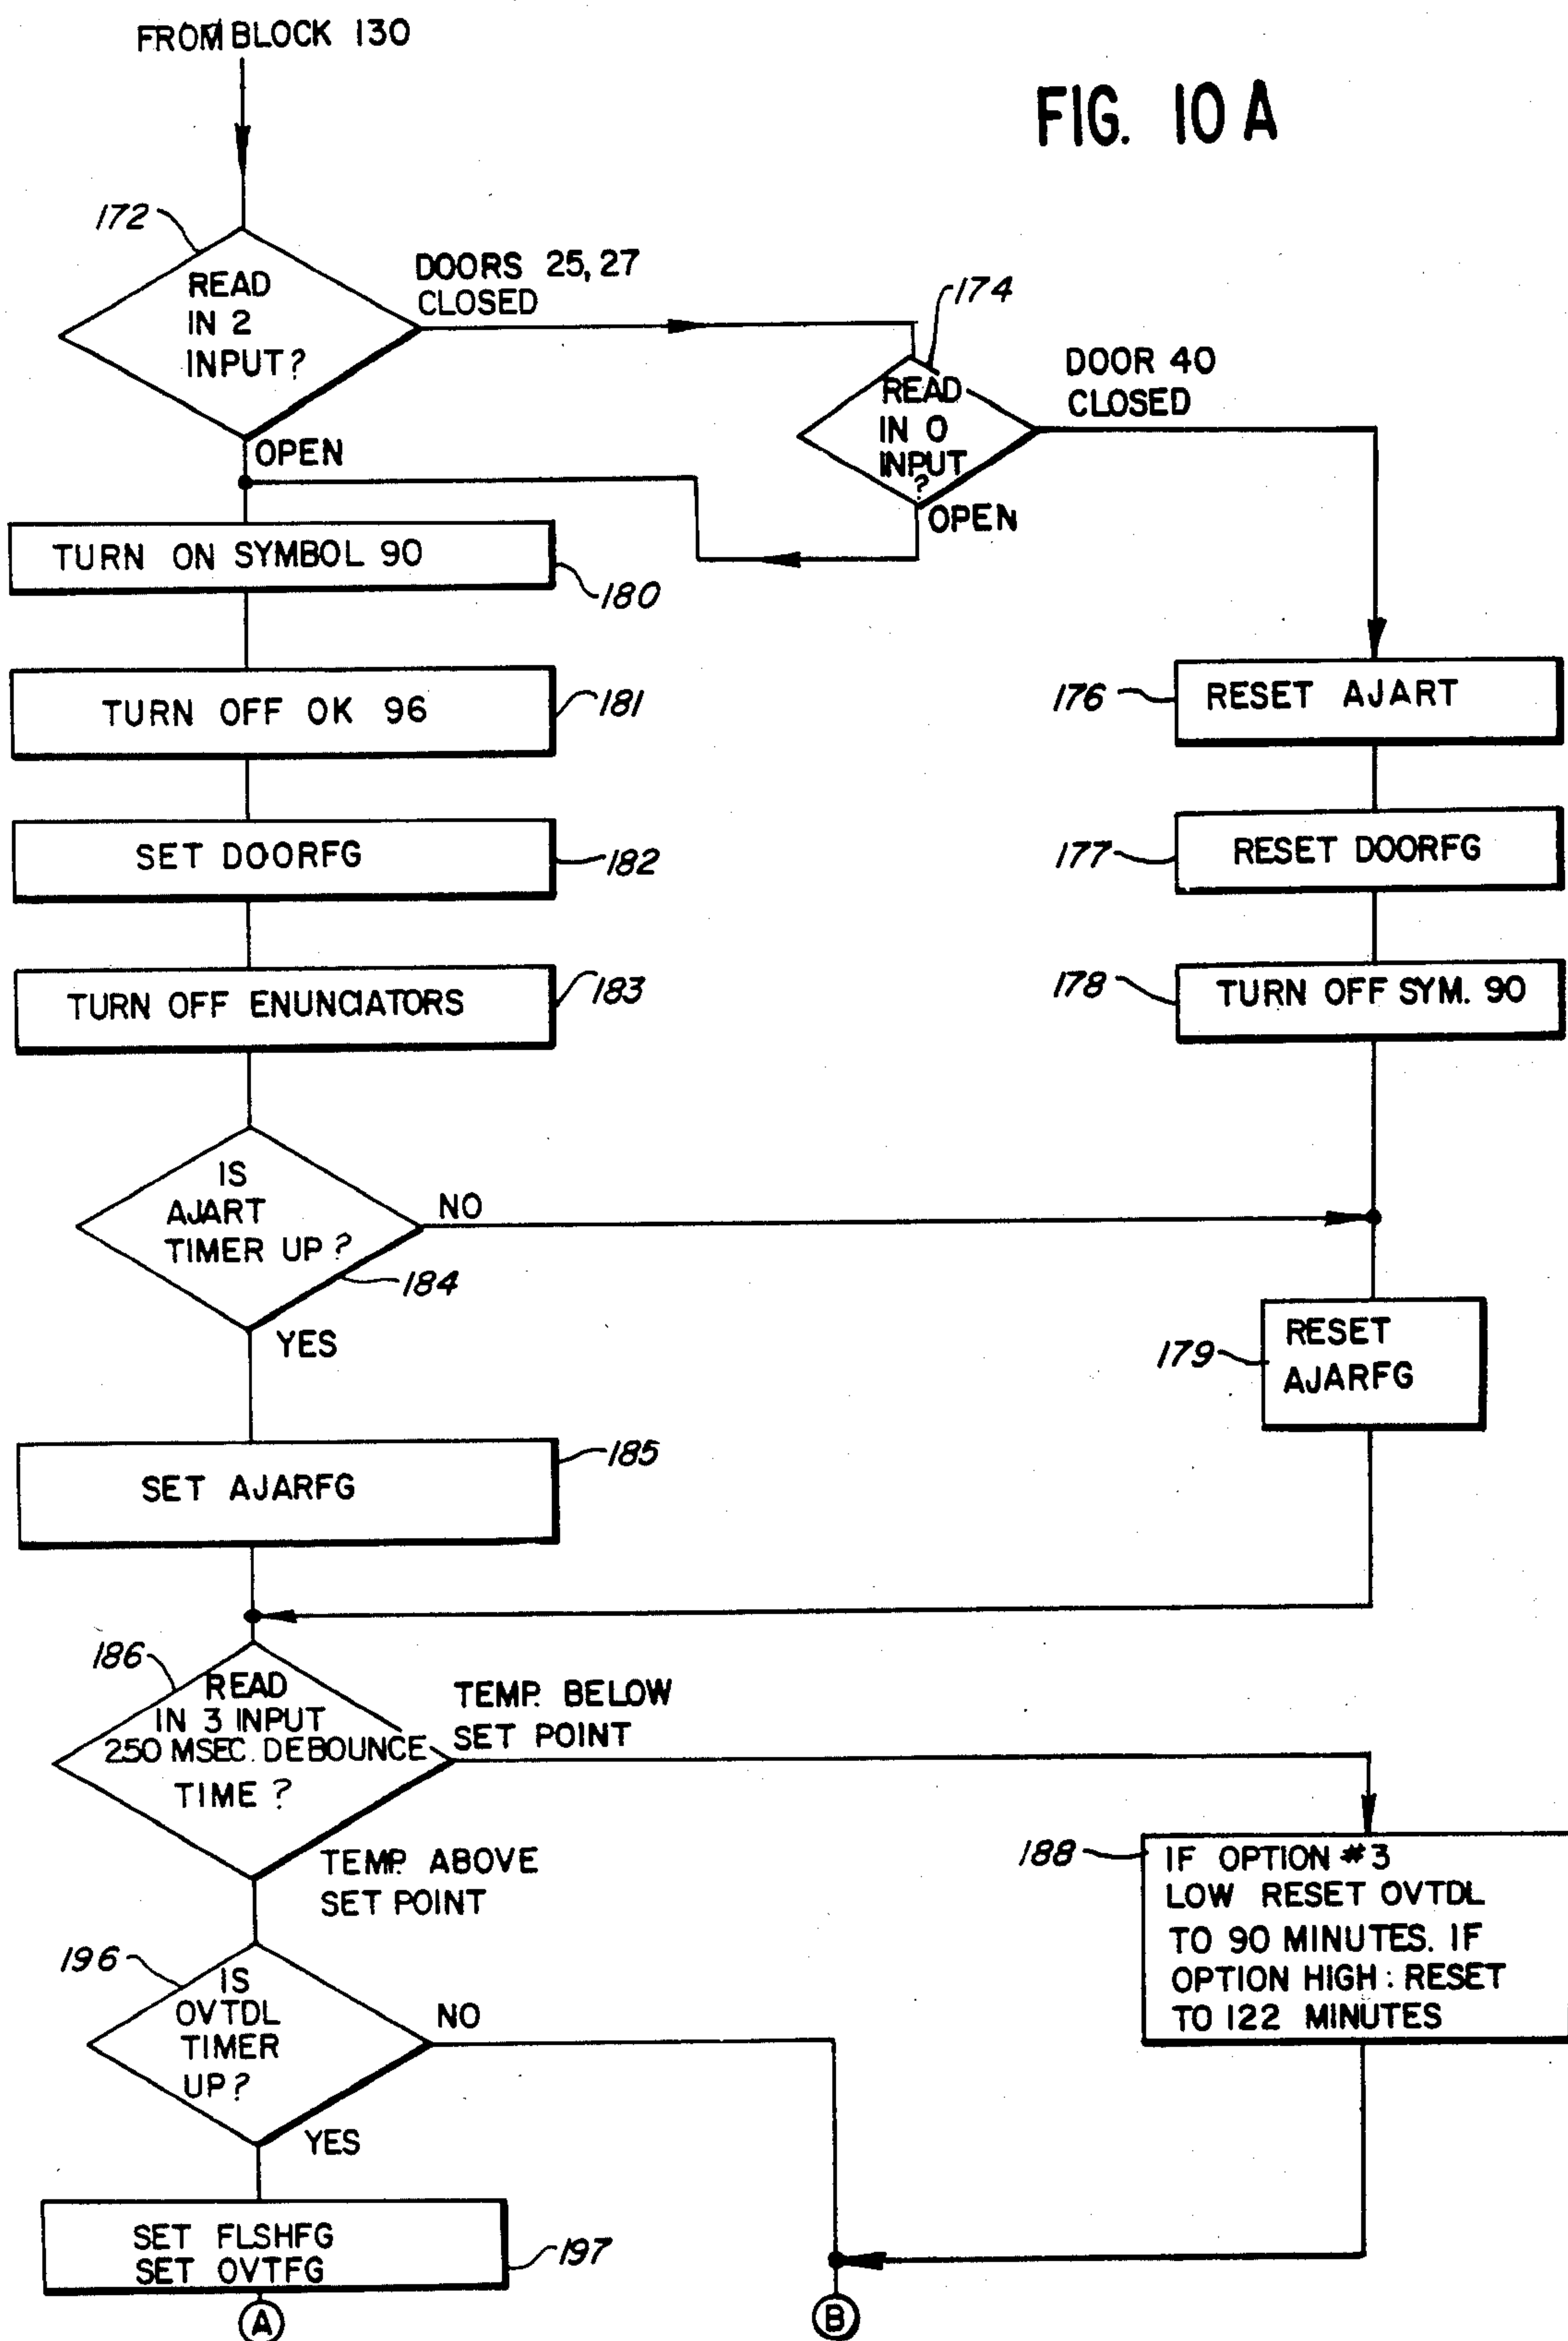 FROM BLOCK 130
FIG. 10 A
172
READ
IN 2
INPUT?
DOORS 25, 27
CLOSED
OPEN
174
READ
IN 0
INPUT
?
DOOR 40
CLOSED
OPEN
TURN ON SYMBOL 90
180
TURN OFF OK 96
181
176
RESET AJART
SET DOORFG
182
177
RESET DOORFG
TURN OFF ENUNCIATORS
183
178
TURN OFF SYM. 90
IS
AJART
TIMER UP?
NO
184
YES
179
RESET
AJARFG
SET AJARFG
185
186
READ
IN 3 INPUT
250 MSEC. DEBOUNCE
TIME?
TEMP. BELOW
SET POINT
TEMP. ABOVE
SET POINT
188
IF OPTION #3
LOW RESET OVTDL
TO 90 MINUTES. IF
OPTION HIGH: RESET
TO 122 MINUTES
196
IS
OVTDL
TIMER
UP?
NO
YES
SET FLSHFG
SET OVTFG
197
A
B